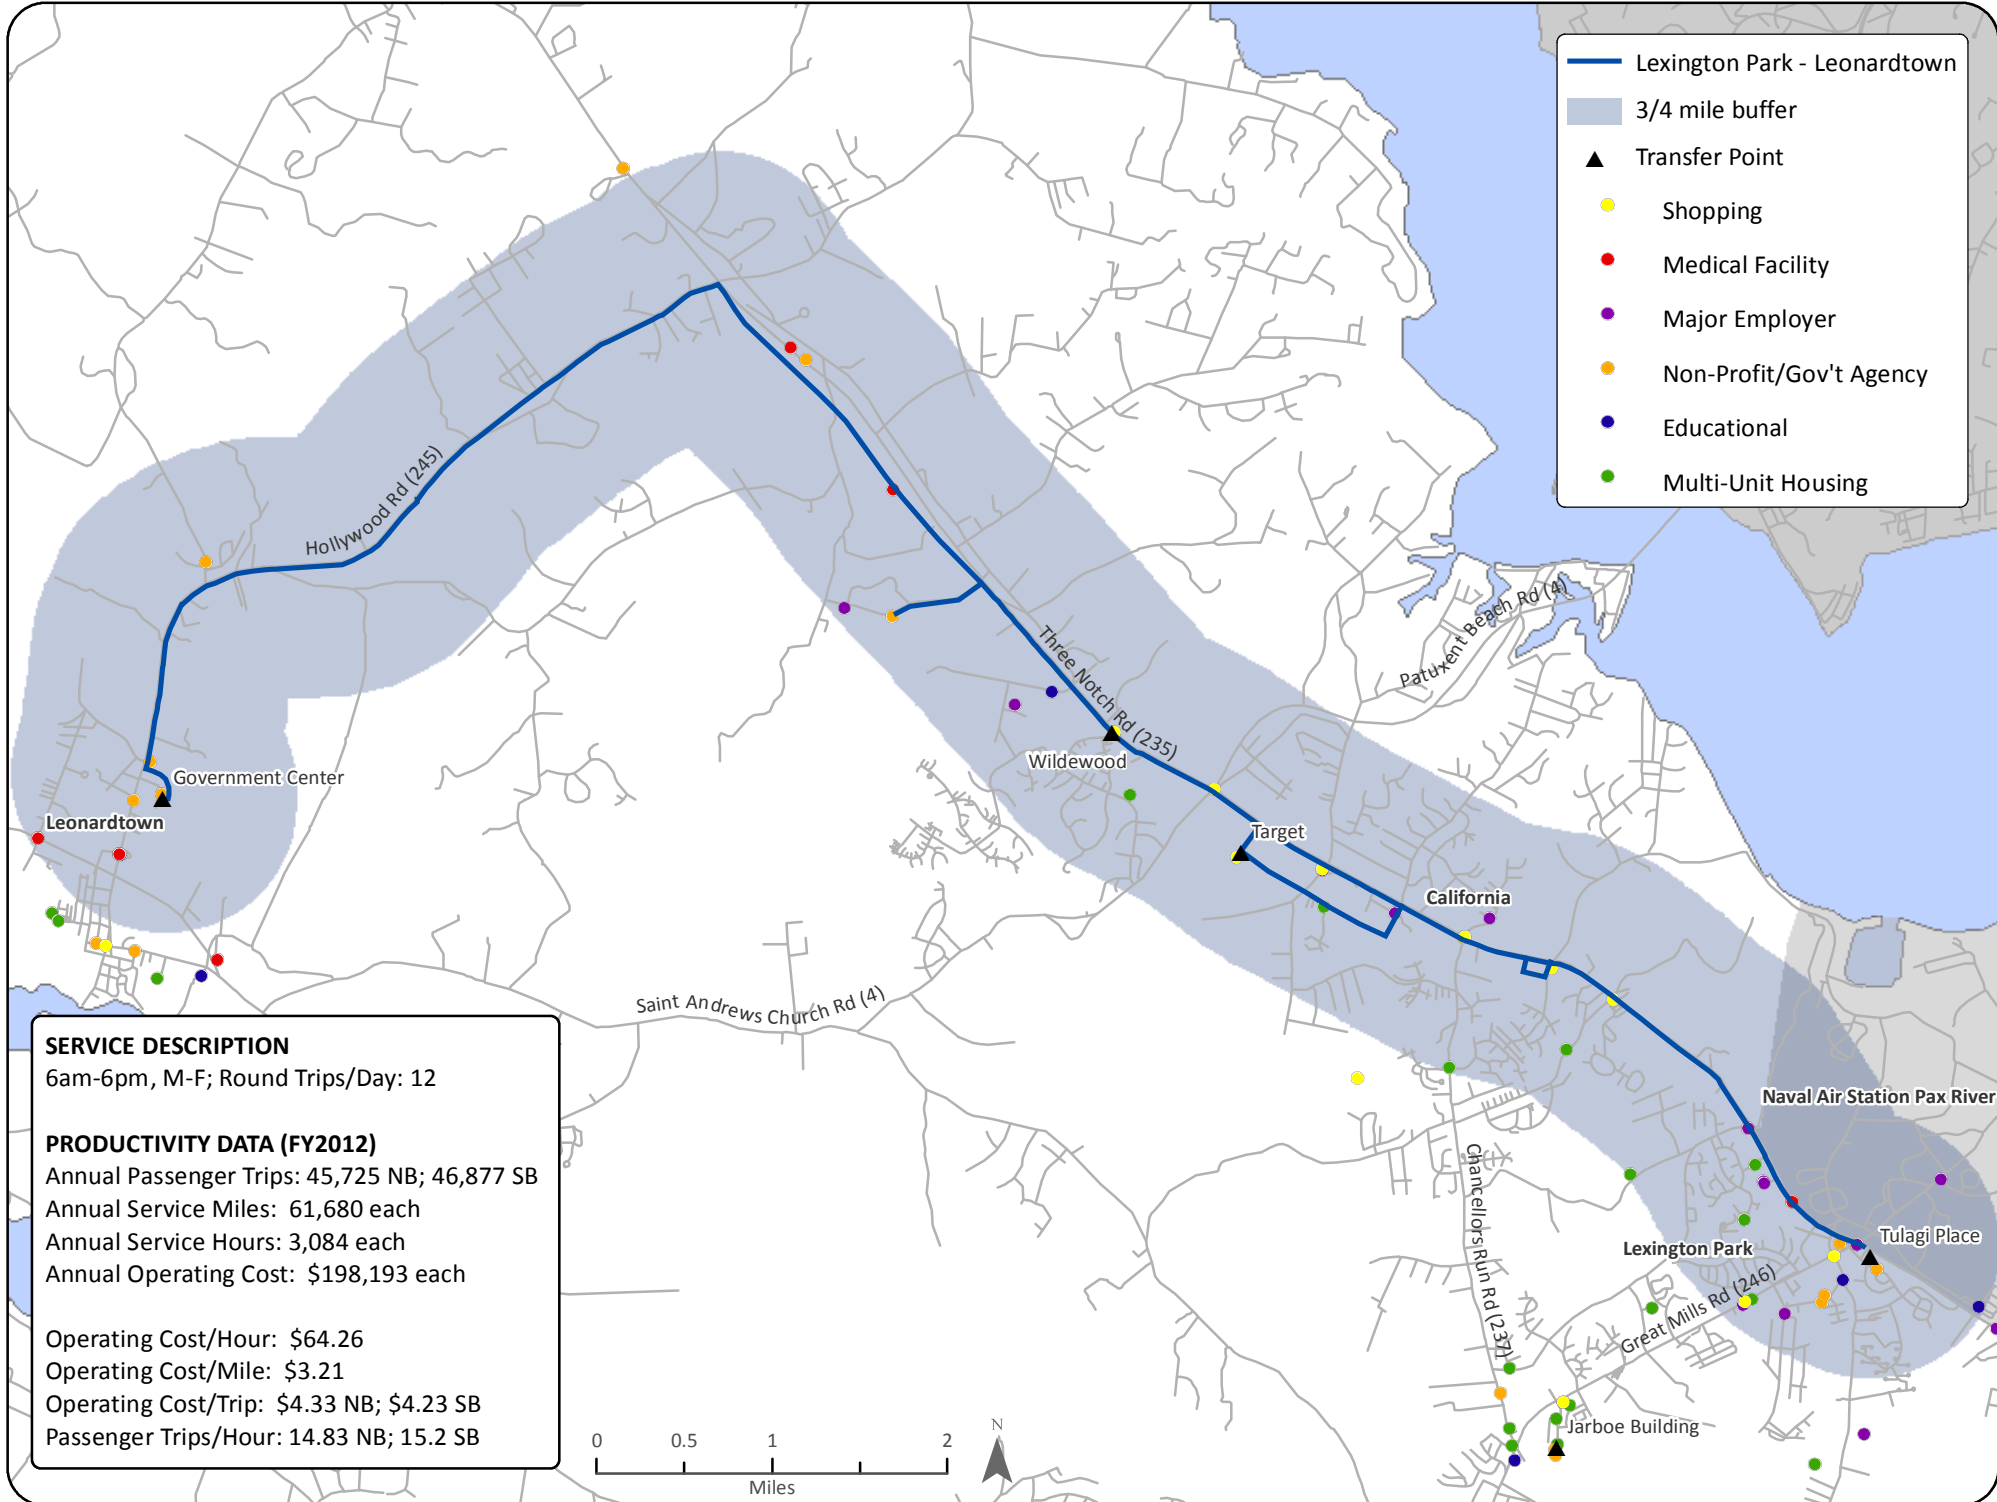 Lexington Park - Leonardtown
3/4 mile buffer
Transfer Point
Shopping
Medical Facility
Major Employer
Non-Profit/Gov't Agency
Educational
Multi-Unit Housing
Hollywood Rd (245)
Patuxent Beach Rd (4)
Three Notch Rd (235)
Wildewood
Government Center
Leonardtown
Target
California
Saint Andrews Church Rd (4)
Naval Air Station Pax River
Chancellors Run Rd (237)
Tulagi Place
Lexington Park
Great Mills Rd (246)
Jarboe Building
SERVICE DESCRIPTION
6am-6pm, M-F; Round Trips/Day: 12
PRODUCTIVITY DATA (FY2012)
Annual Passenger Trips: 45,725 NB; 46,877 SB
Annual Service Miles: 61,680 each
Annual Service Hours: 3,084 each
Annual Operating Cost: $198,193 each
Operating Cost/Hour: $64.26
Operating Cost/Mile: $3.21
Operating Cost/Trip: $4.33 NB; $4.23 SB
Passenger Trips/Hour: 14.83 NB; 15.2 SB
0 0.5 1 2
Miles
N